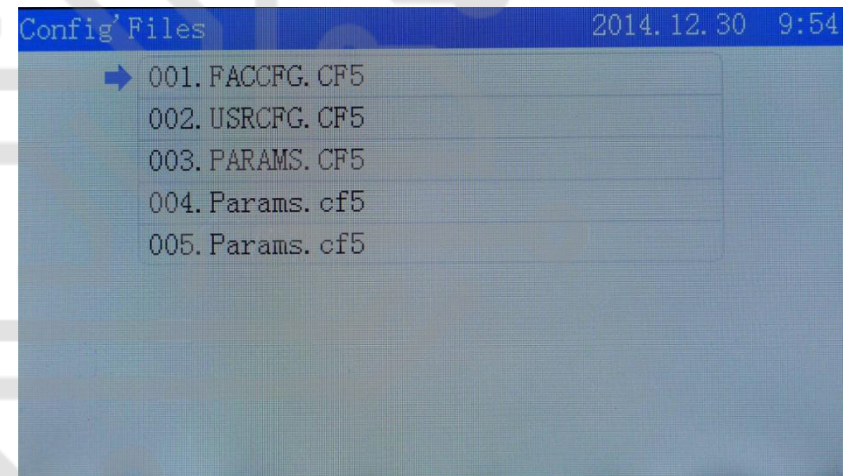 Config'Files 2014.12.30 9:54
001.FACCFG.CF5
002.USRCFG.CF5
003.PARAMS.CF5
004.Params.cf5
005.Params.cf5